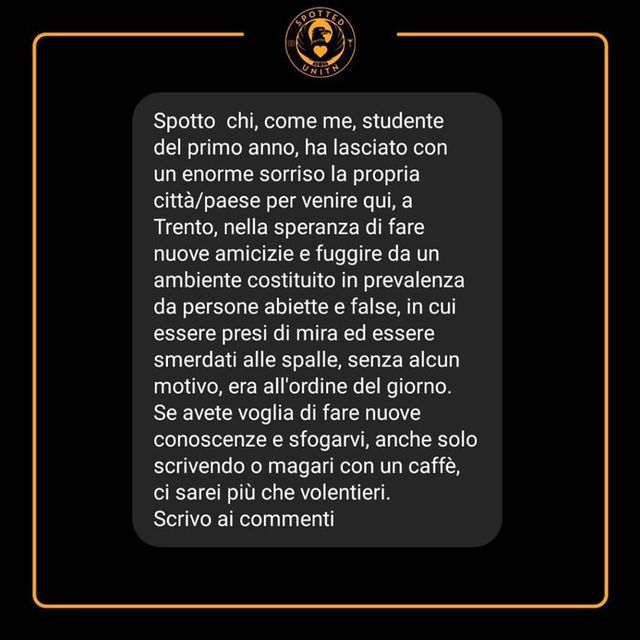 SPOTTED
UNITN
Spotto chi, come me, studente
del primo anno, ha lasciato con
un enorme sorriso la propria
città/paese per venire qui, a
Trento, nella speranza di fare
nuove amicizie e fuggire da un
ambiente costituito in prevalenza
da persone abiette e false, in cui
essere presi di mira ed essere
smerdati alle spalle, senza alcun
motivo, era all'ordine del giorno.
Se avete voglia di fare nuove
conoscenze e sfogarvi, anche solo
scrivendo o magari con un caffè,
ci sarei più che volentieri.
Scrivo ai commenti